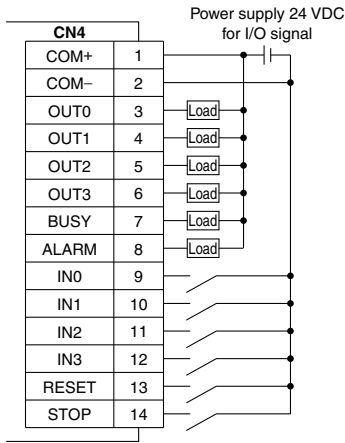 Power supply 24 VDC
for I/O signal
CN4
COM+ 1
COM− 2
OUT0 3 Load
OUT1 4 Load
OUT2 5 Load
OUT3 6 Load
BUSY 7 Load
ALARM 8 Load
IN0 9
IN1 10
IN2 11
IN3 12
RESET 13
STOP 14